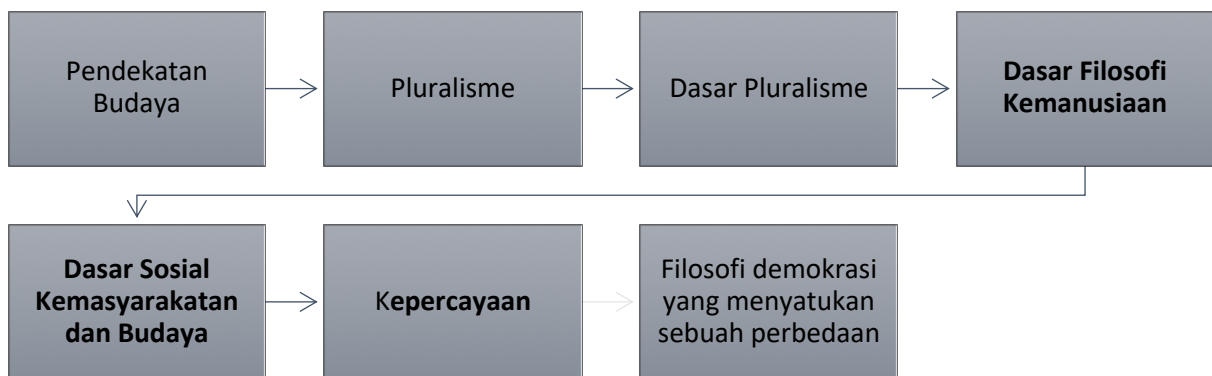 Pendekatan
Budaya
Pluralisme
Dasar Pluralisme
Dasar Filosofi
Kemanusiaan
Dasar Sosial
Kemasyarakatan
dan Budaya
Kepercayaan
Filosofi demokrasi
yang menyatukan
sebuah perbedaan